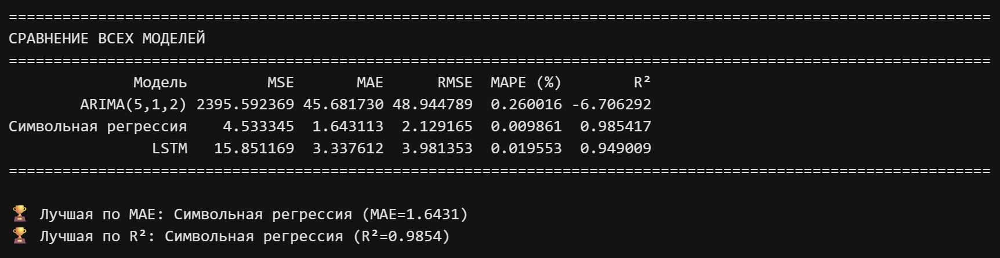 ==============================================================================================================
СРАВНЕНИЕ ВСЕХ МОДЕЛЕЙ
==============================================================================================================
Модель MSE MAE RMSE MAPE (%) R²
ARIMA(5,1,2) 2395.592369 45.681730 48.944789 0.260016 -6.706292
Символьная регрессия 4.533345 1.643113 2.129165 0.009861 0.985417
LSTM 15.851169 3.337612 3.981353 0.019553 0.949009
==============================================================================================================
🏆 Лучшая по MAE: Символьная регрессия (MAE=1.6431)
🏆 Лучшая по R²: Символьная регрессия (R²=0.9854)